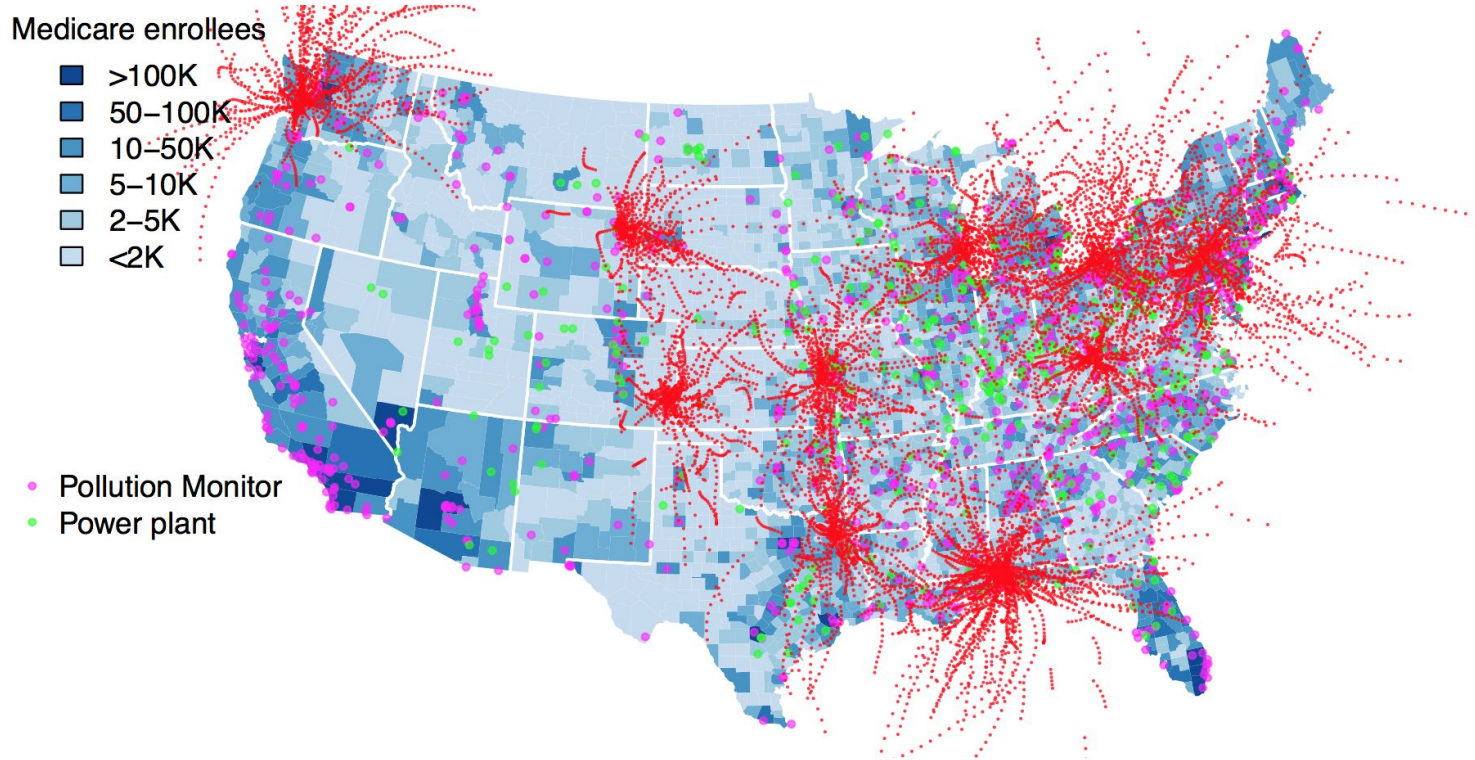 Medicare enrollees
>100K
50−100K
10−50K
5−10K
2−5K
<2K
Pollution Monitor
Power plant